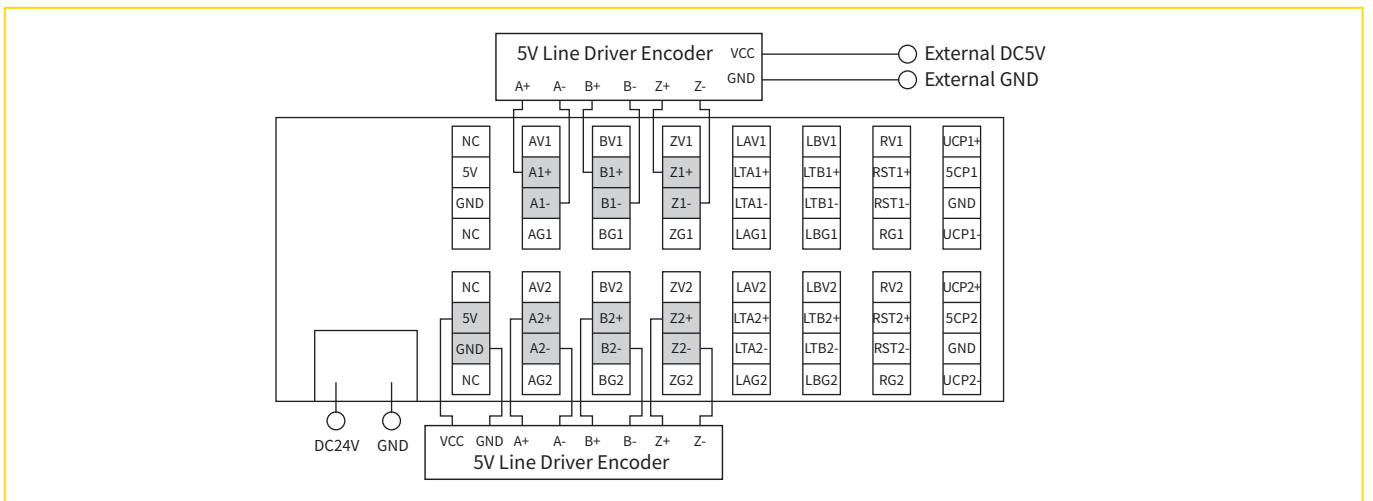 5V Line Driver Encoder VCC External DC5V
GND External GND
A+ A- B+ B- Z+ Z-
NC AV1 BV1 ZV1 LAV1 LBV1 RV1 UCP1+
5V A1+ B1+ Z1+ LTA1+ LTB1+ RST1+ 5CP1
GND A1- B1- Z1- LTA1- LTB1- RST1- GND
NC AG1 BG1 ZG1 LAG1 LBG1 RG1 UCP1-
NC AV2 BV2 ZV2 LAV2 LBV2 RV2 UCP2+
5V A2+ B2+ Z2+ LTA2+ LTB2+ RST2+ 5CP2
GND A2- B2- Z2- LTA2- LTB2- RST2- GND
NC AG2 BG2 ZG2 LAG2 LBG2 RG2 UCP2-
DC24V GND VCC GND A+ A- B+ B- Z+ Z-
5V Line Driver Encoder